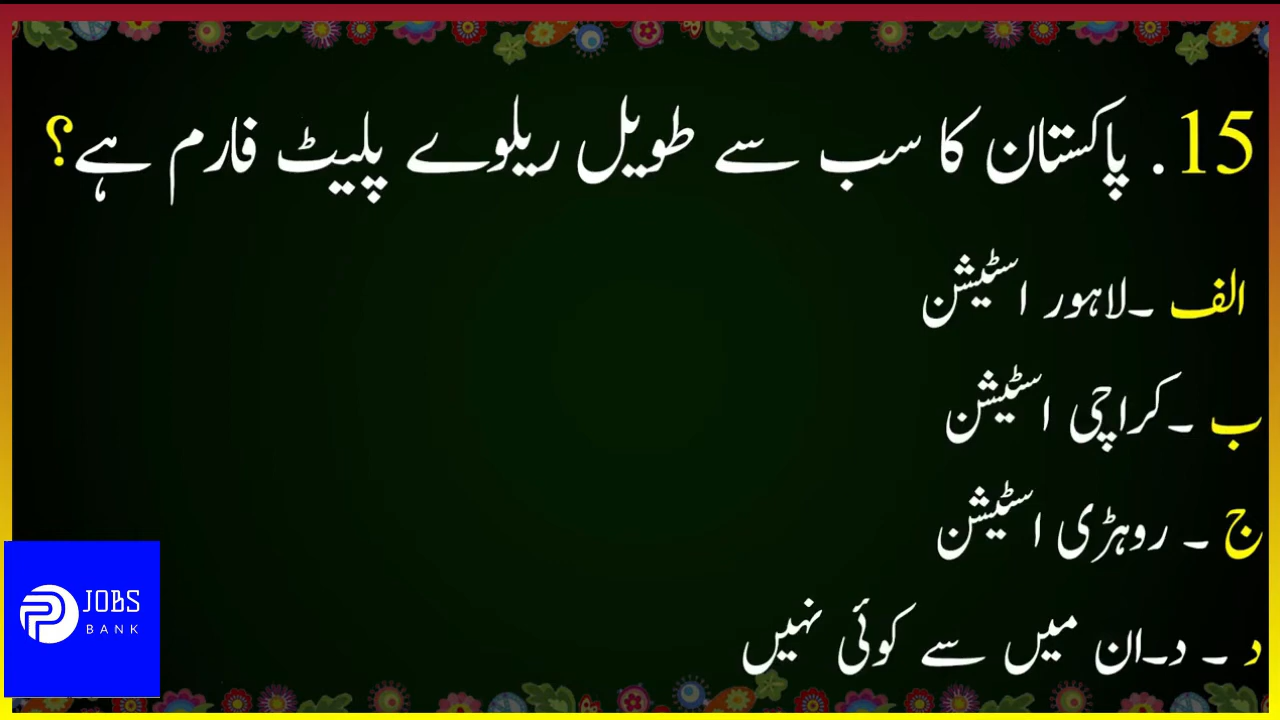 15. پاکستان کا سب سے طویل ریلوے پلیٹ فارم ہے؟
الف ۔لاہور اسٹیشن
ب ۔کراچی اسٹیشن
ج ۔ روہڑی اسٹیشن
د ۔ د۔ان میں سے کوئی نہیں
JOBS
BANK